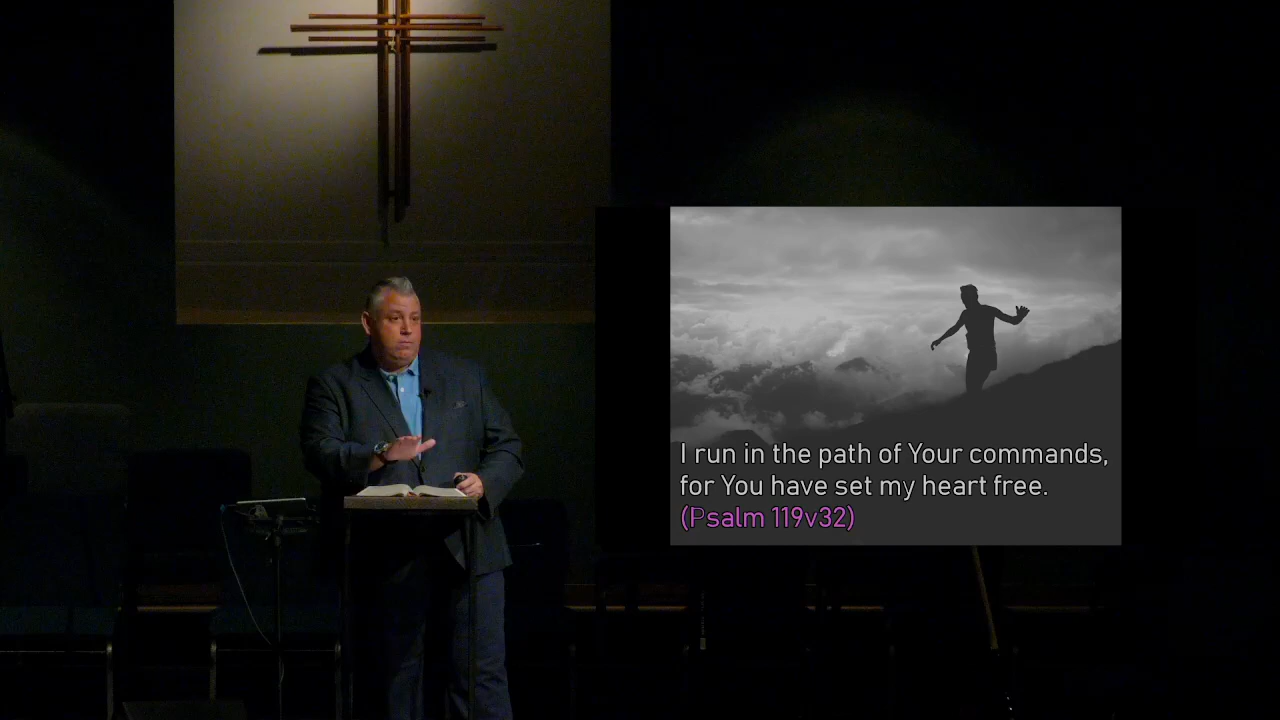 I run in the path of Your commands,
for You have set my heart free.
(Psalm 119v32)